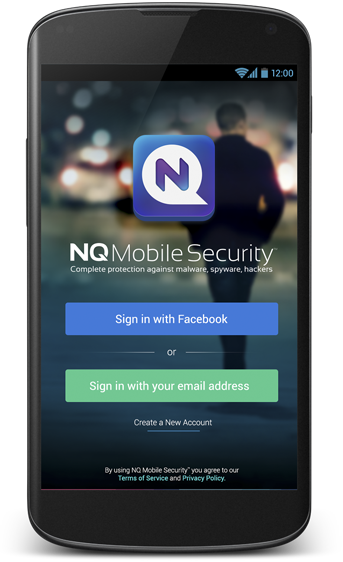 12:00
N
NQ Mobile Security™
Complete protection against malware, spyware, hackers
Sign in with Facebook
or
Sign in with your email address
Create a New Account
By using NQ Mobile Security™ you agree to our
Terms of Service and Privacy Policy.